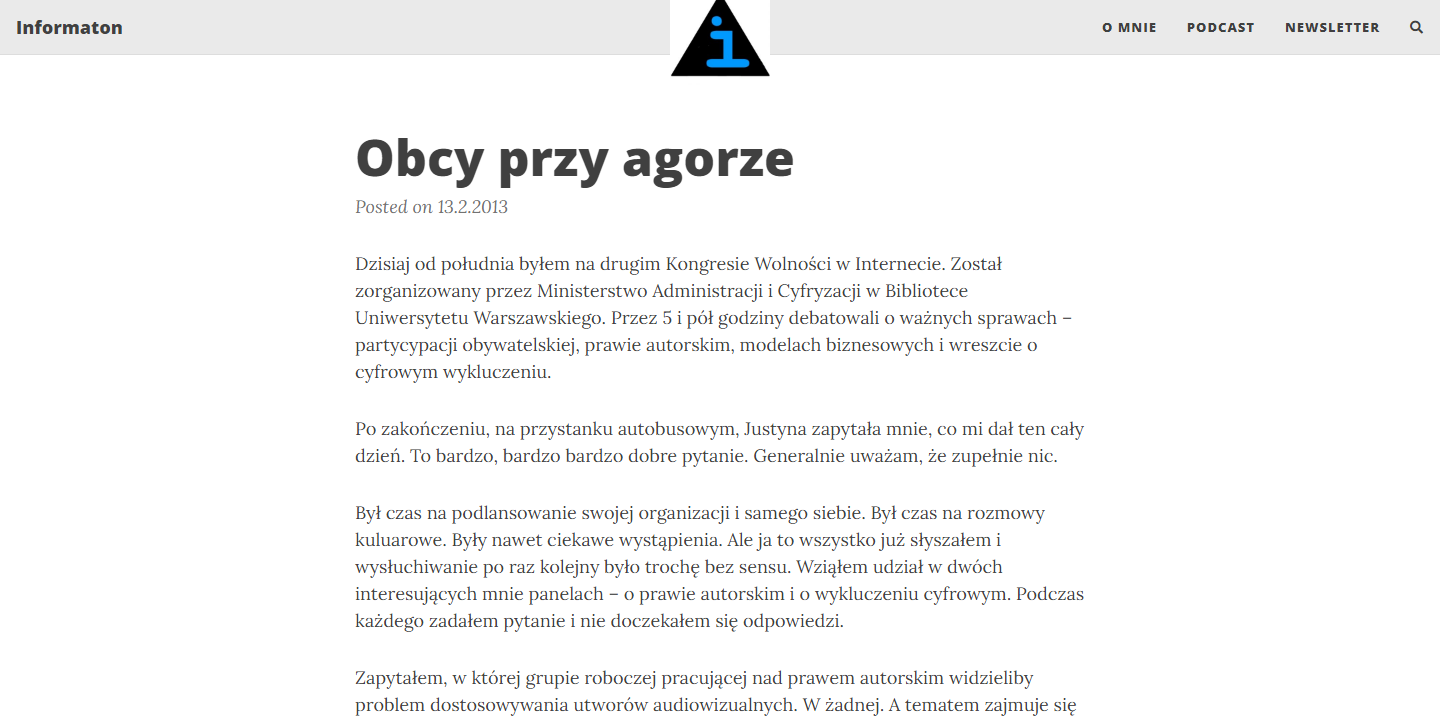 Informaton
i
O MNIE
PODCAST
NEWSLETTER
Obcy przy agorze
Posted on 13.2.2013
Dzisiaj od południa byłem na drugim Kongresie Wolności w Internecie. Został
zorganizowany przez Ministerstwo Administracji i Cyfryzacji w Bibliotece
Uniwersytetu Warszawskiego. Przez 5 i pół godziny debatowali o ważnych sprawach –
partycypacji obywatelskiej, prawie autorskim, modelach biznesowych i wreszcie o
cyfrowym wykluczeniu.
Po zakończeniu, na przystanku autobusowym, Justyna zapytała mnie, co mi dał ten cały
dzień. To bardzo, bardzo bardzo dobre pytanie. Generalnie uważam, że zupełnie nic.
Był czas na podlansowanie swojej organizacji i samego siebie. Był czas na rozmowy
kuluarowe. Były nawet ciekawe wystąpienia. Ale ja to wszystko już słyszałem i
wysłuchiwanie po raz kolejny było trochę bez sensu. Wziąłem udział w dwóch
interesujących mnie panelach – o prawie autorskim i o wykluczeniu cyfrowym. Podczas
każdego zadałem pytanie i nie doczekałem się odpowiedzi.
Zapytałem, w której grupie roboczej pracującej nad prawem autorskim widzieliby
problem dostosowywania utworów audiowizualnych. W żadnej. A tematem zajmuje się